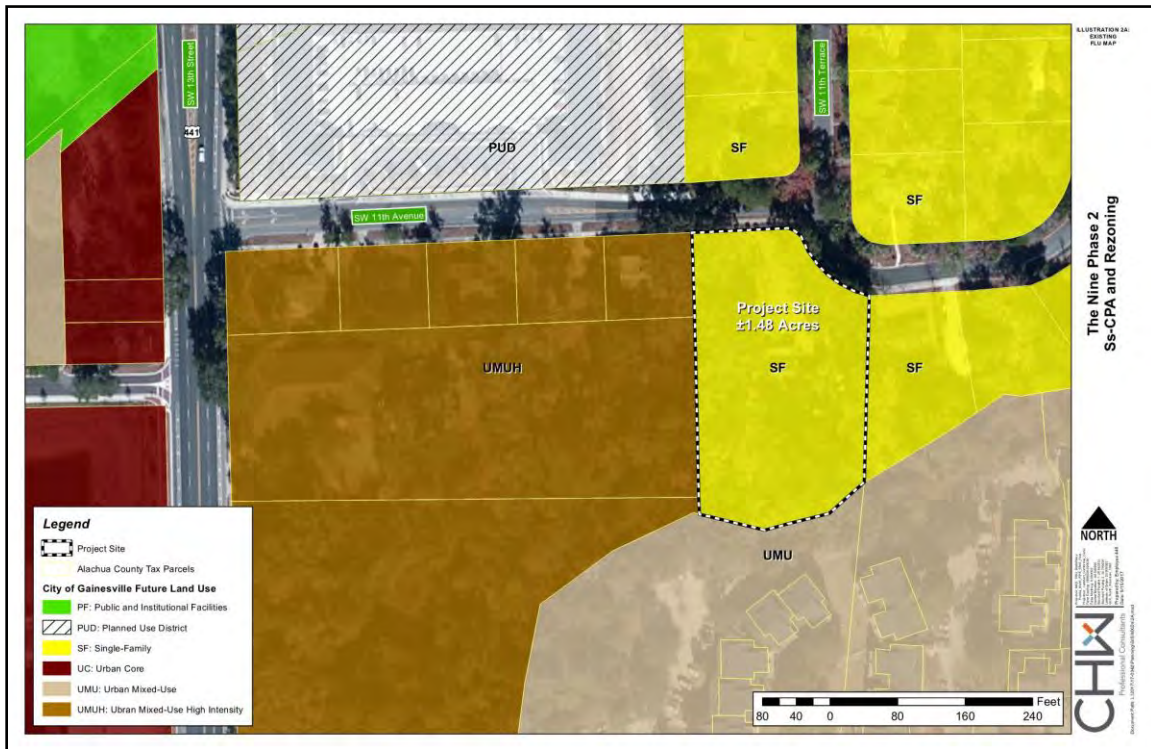 ILLUSTRATION 2A:
EXISTING
FLU MAP
SW 13th Street
441
PUD
SF
SW 11th Terrace
SF
SW 11th Avenue
Project Site
±1.48 Acres
SF
SF
UMUH
UMU
The Nine Phase 2
Ss-CPA and Rezoning
Legend
Project Site
Alachua County Tax Parcels
City of Gainesville Future Land Use
PF: Public and Institutional Facilities
PUD: Planned Use District
SF: Single-Family
UC: Urban Core
UMU: Urban Mixed-Use
UMUH: Ubran Mixed-Use High Intensity
Feet
80 40 0 80 160 240
NORTH
CHW
Professional Consultants